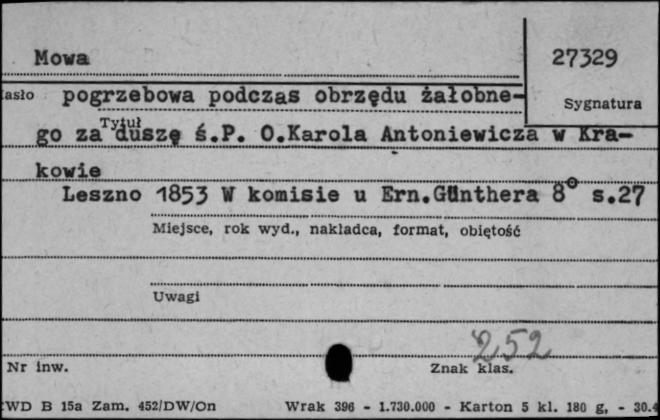 Mowa
27329
asło pogrzebowa podczas obrzędu żałobne-
Sygnatura
Tytuł
go za duszę ś.P. O.Karola Antoniewicza w Kra-
kowie
Leszno 1853 W komisie u Ern.Günthera 8° s.27
Miejsce, rok wyd., nakładca, format, obiętość
Uwagi
252
Nr inw.
Znak klas.
WD B 15a Zam. 452/DW/On Wrak 396 - 1.730.000 - Karton 5 kl. 180 g, - 30.4